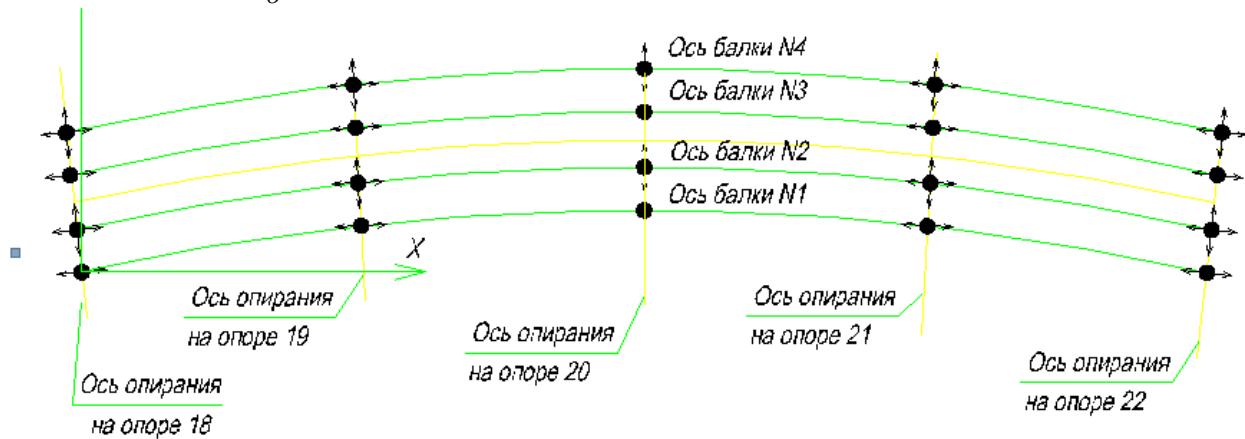 Ось балки N4
Ось балки N3
Ось балки N2
Ось балки N1
X
Ось опирания
на опоре 19
Ось опирания
на опоре 21
Ось опирания
на опоре 20
Ось опирания
на опоре 22
Ось опирания
на опоре 18